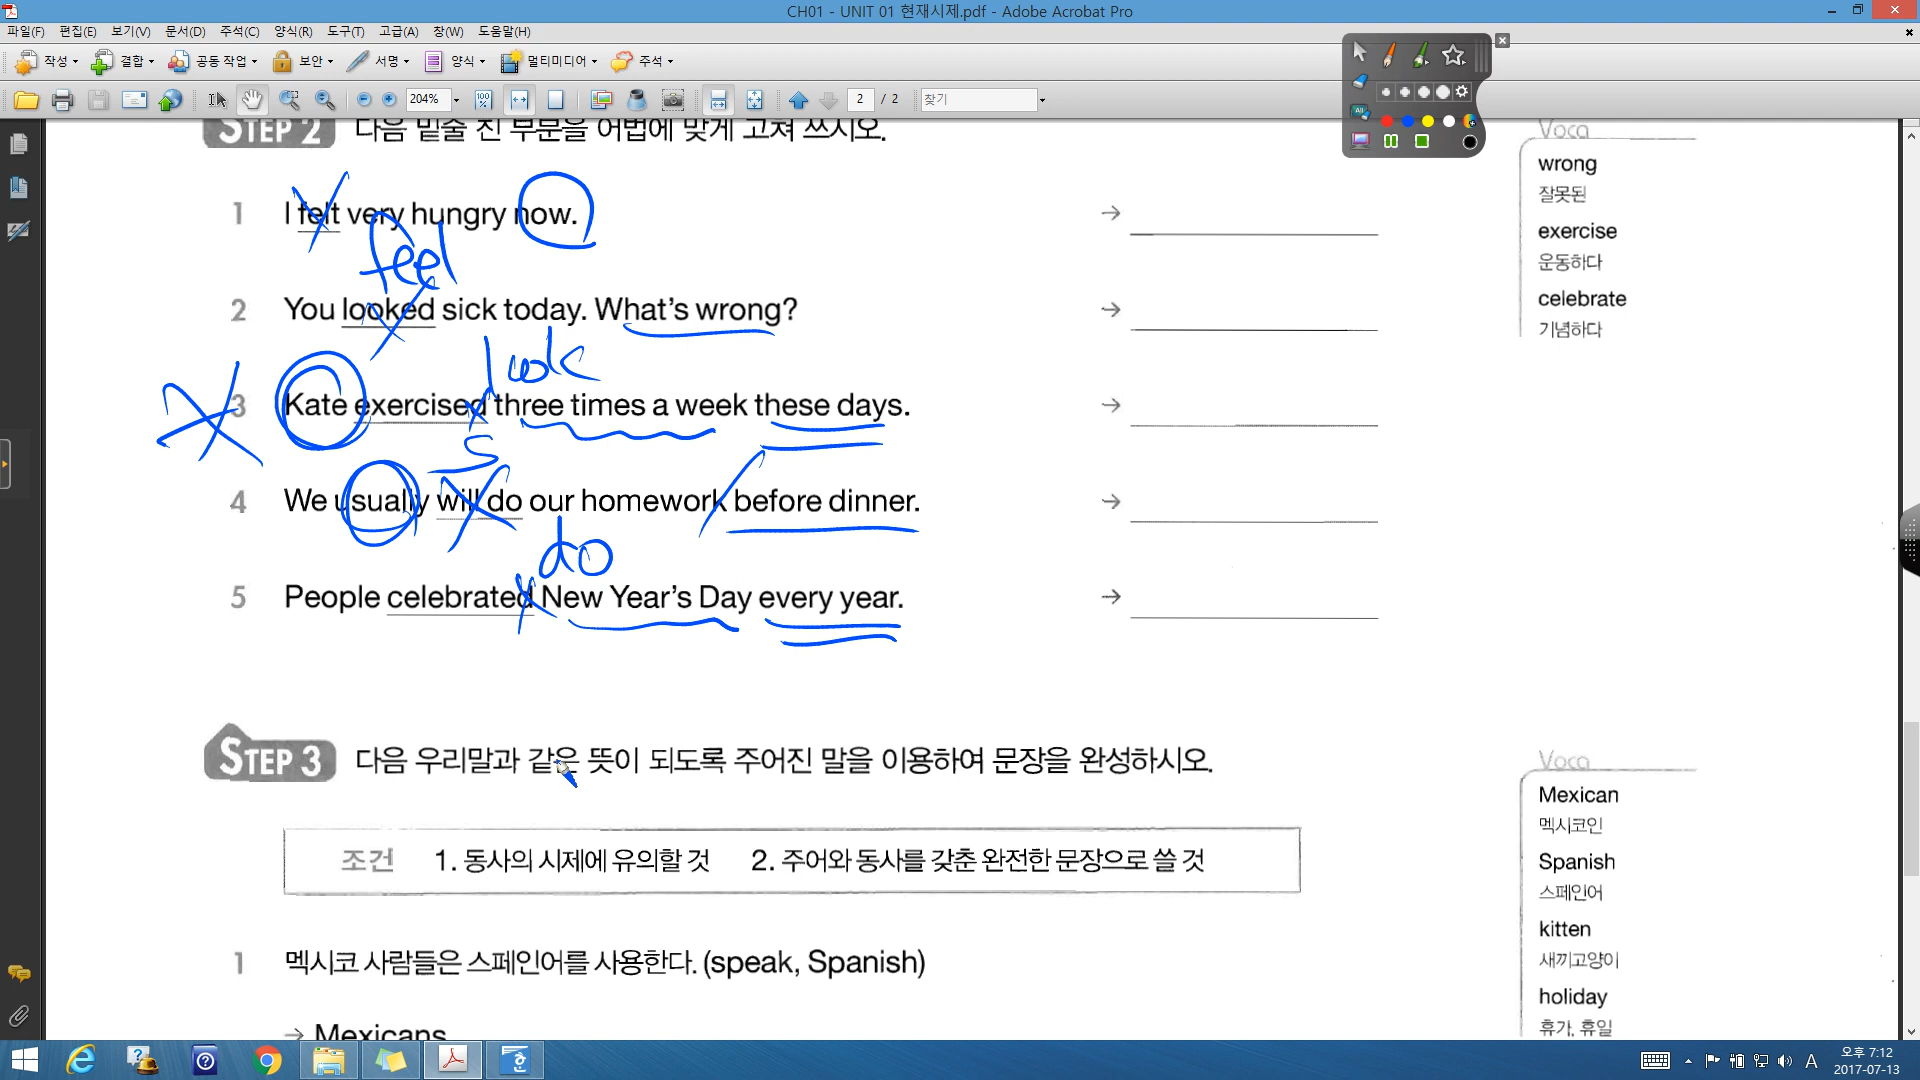 CH01 - UNIT 01 현재시제.pdf - Adobe Acrobat Pro
파일(F) 편집(E) 보기(V) 문서(D) 주석(C) 양식(R) 도구(T) 고급(A) 창(W) 도움말(H)
작성 결합 공동 작업 보안 서명 양식 멀티미디어 주석
204% 2 / 2 찾기
STEP 2 다음 밑줄 친 부분을 어법에 맞게 고쳐 쓰시오.
1 I felt very hungry now. →
feel
2 You looked sick today. What's wrong? →
look
3 Kate exercised three times a week these days. →
s
4 We usually will do our homework before dinner. →
do
5 People celebrated New Year's Day every year. →
Voca
wrong
잘못된
exercise
운동하다
celebrate
기념하다
STEP 3 다음 우리말과 같은 뜻이 되도록 주어진 말을 이용하여 문장을 완성하시오.
조건 1. 동사의 시제에 유의할 것 2. 주어와 동사를 갖춘 완전한 문장으로 쓸 것
1 멕시코 사람들은 스페인어를 사용한다. (speak, Spanish)
→ Mexicans
Voca
Mexican
멕시코인
Spanish
스페인어
kitten
새끼고양이
holiday
휴가, 휴일
A 오후 7:12
2017-07-13